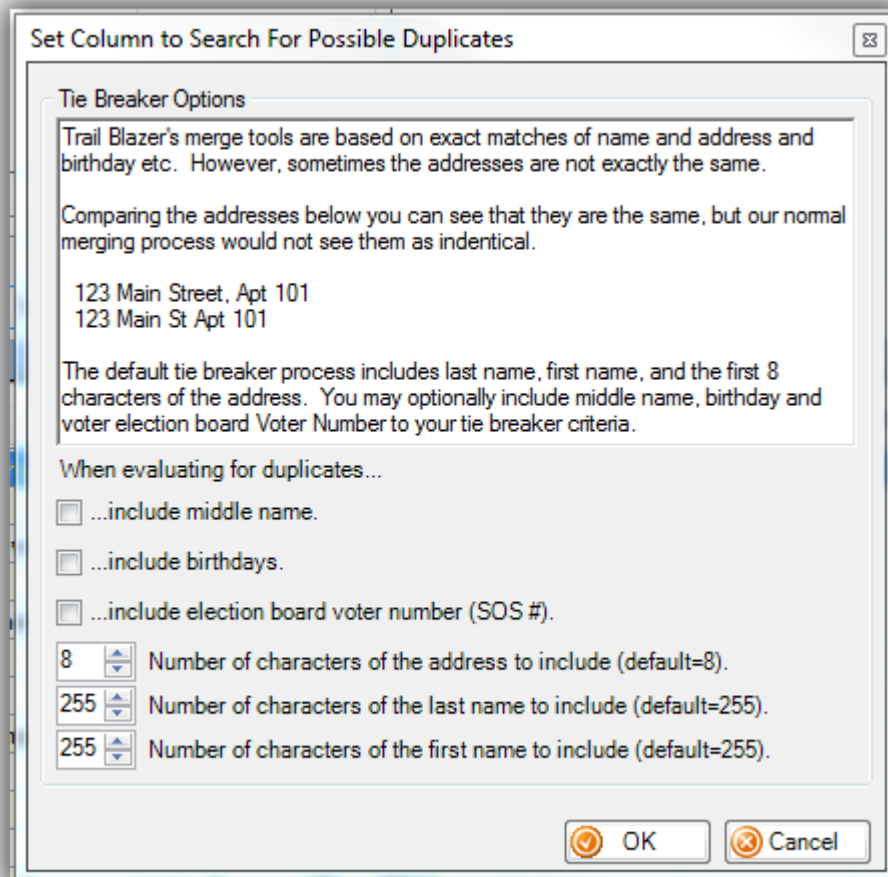 Set Column to Search For Possible Duplicates
Tie Breaker Options
Trail Blazer's merge tools are based on exact matches of name and address and
birthday etc.  However, sometimes the addresses are not exactly the same.
Comparing the addresses below you can see that they are the same, but our normal
merging process would not see them as indentical.
123 Main Street, Apt 101
123 Main St Apt 101
The default tie breaker process includes last name, first name, and the first 8
characters of the address.  You may optionally include middle name, birthday and
voter election board Voter Number to your tie breaker criteria.
When evaluating for duplicates...
...include middle name.
...include birthdays.
...include election board voter number (SOS #).
8 Number of characters of the address to include (default=8).
255 Number of characters of the last name to include (default=255).
255 Number of characters of the first name to include (default=255).
OK Cancel